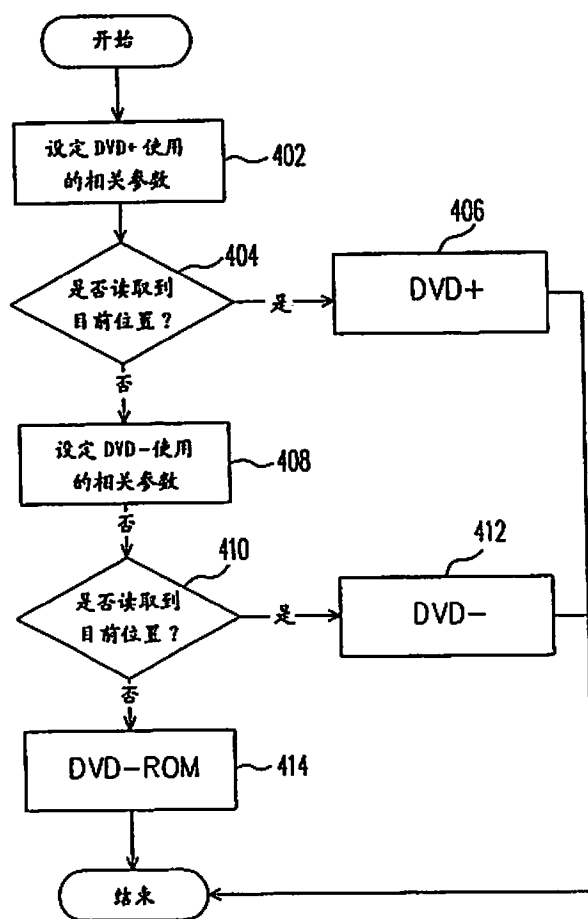 开始
设定 DVD+ 使用
的相关参数
402
是否读取到
目前位置？
404
是
406
DVD+
否
设定 DVD-使用
的相关参数
408
否
是否读取到
目前位置？
410
是
412
DVD-
否
DVD-ROM
414
结束